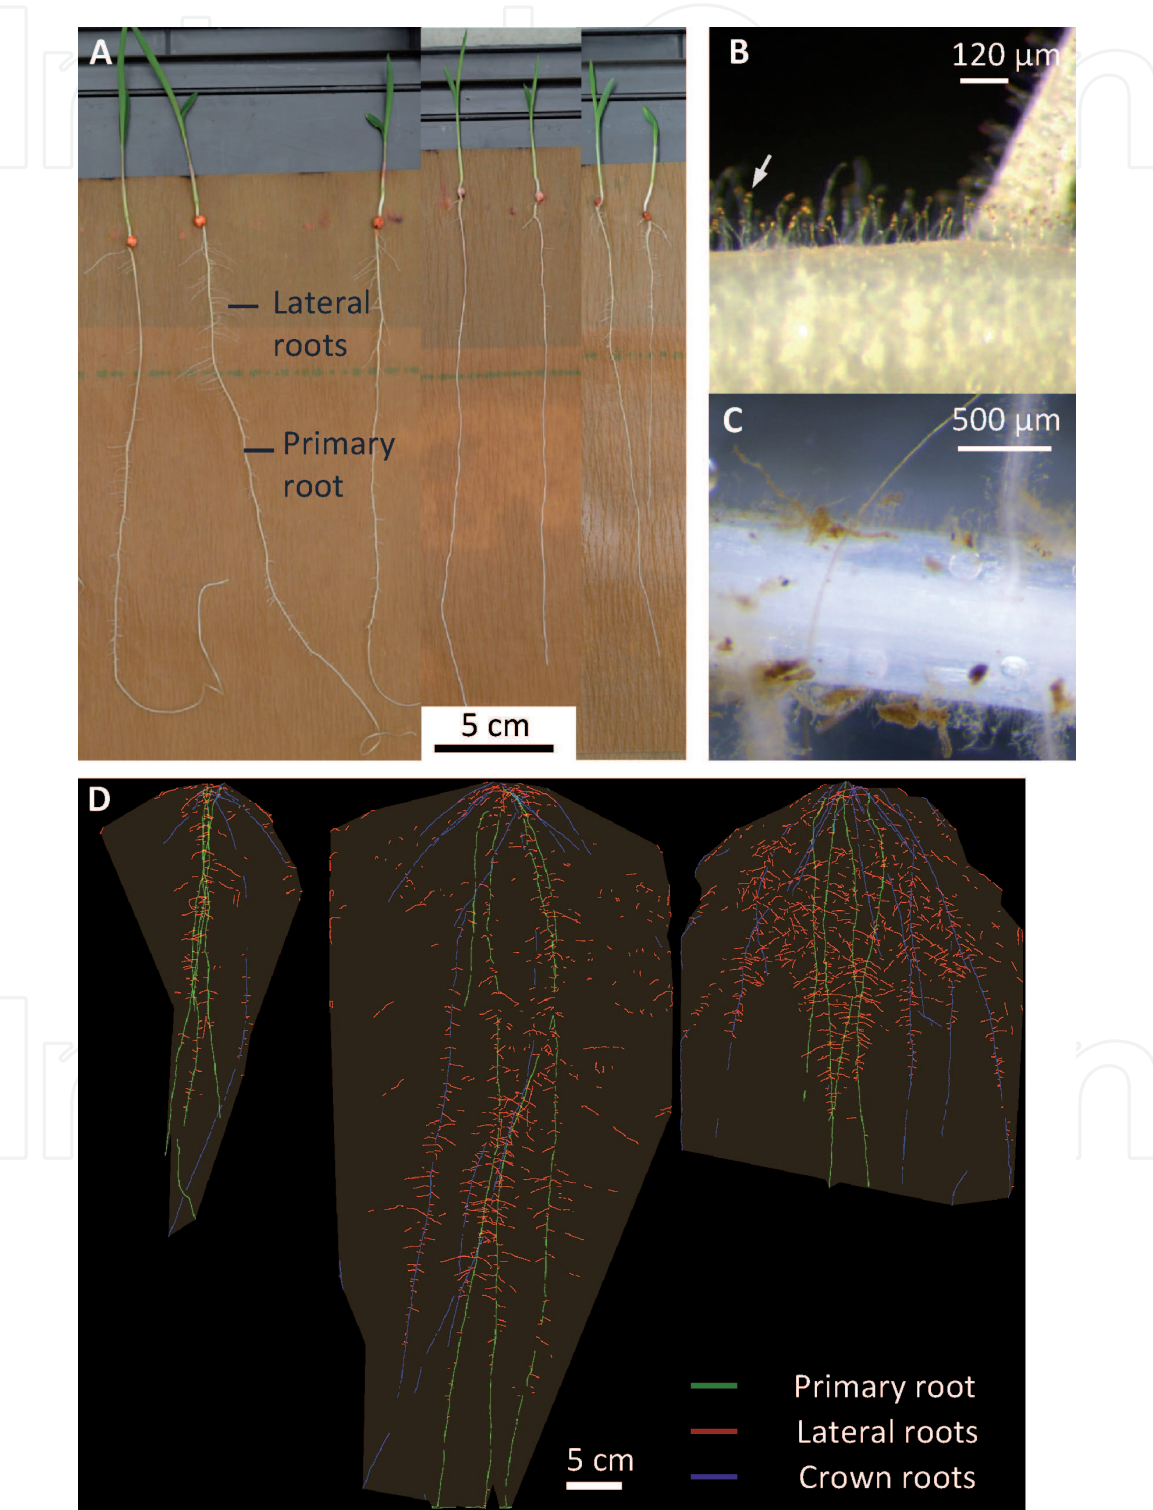 A
Lateral
roots
Primary
root
5 cm
B
120 µm
C
500 µm
D
Primary root
Lateral roots
Crown roots
5 cm